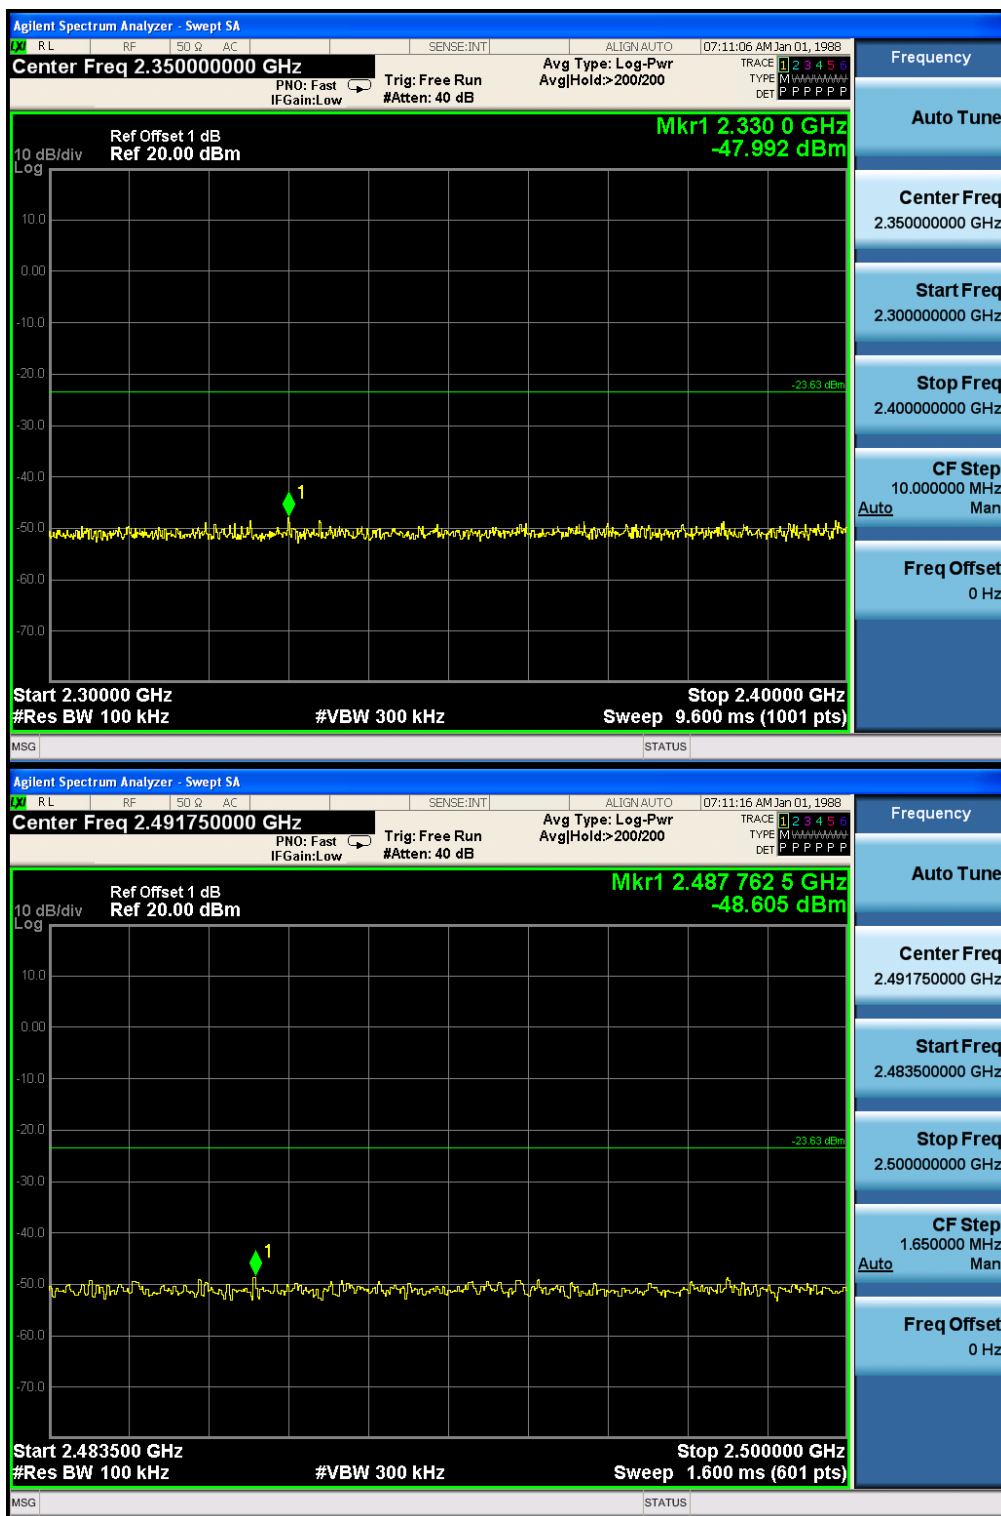 Agilent Spectrum Analyzer - Swept SA
LXI RL RF 50 Ω AC SENSE:INT ALIGN AUTO 07:11:06 AM Jan 01, 1988
Center Freq 2.350000000 GHz
PNO: Fast
IFGain:Low
Trig: Free Run
#Atten: 40 dB
Avg Type: Log-Pwr
Avg|Hold:>200/200
TRACE 1 2 3 4 5 6
TYPE M WWWWW
DET P P P P P P
Frequency
Auto Tune
Center Freq
2.350000000 GHz
Start Freq
2.300000000 GHz
Stop Freq
2.400000000 GHz
CF Step
10.000000 MHz
Auto Man
Freq Offset
0 Hz
Mkr1 2.330 0 GHz
-47.992 dBm
Ref Offset 1 dB
10 dB/div Ref 20.00 dBm
Log
10.0
0.00
-10.0
-20.0
-23.63 dBm
-30.0
-40.0
1
-50.0
-60.0
-70.0
Start 2.30000 GHz Stop 2.40000 GHz
#Res BW 100 kHz #VBW 300 kHz Sweep 9.600 ms (1001 pts)
MSG STATUS
Agilent Spectrum Analyzer - Swept SA
LXI RL RF 50 Ω AC SENSE:INT ALIGN AUTO 07:11:16 AM Jan 01, 1988
Center Freq 2.491750000 GHz
PNO: Fast
IFGain:Low
Trig: Free Run
#Atten: 40 dB
Avg Type: Log-Pwr
Avg|Hold:>200/200
TRACE 1 2 3 4 5 6
TYPE M WWWWW
DET P P P P P P
Frequency
Auto Tune
Center Freq
2.491750000 GHz
Start Freq
2.483500000 GHz
Stop Freq
2.500000000 GHz
CF Step
1.650000 MHz
Auto Man
Freq Offset
0 Hz
Mkr1 2.487 762 5 GHz
-48.605 dBm
Ref Offset 1 dB
10 dB/div Ref 20.00 dBm
Log
10.0
0.00
-10.0
-20.0
-23.63 dBm
-30.0
-40.0
1
-50.0
-60.0
-70.0
Start 2.483500 GHz Stop 2.500000 GHz
#Res BW 100 kHz #VBW 300 kHz Sweep 1.600 ms (601 pts)
MSG STATUS